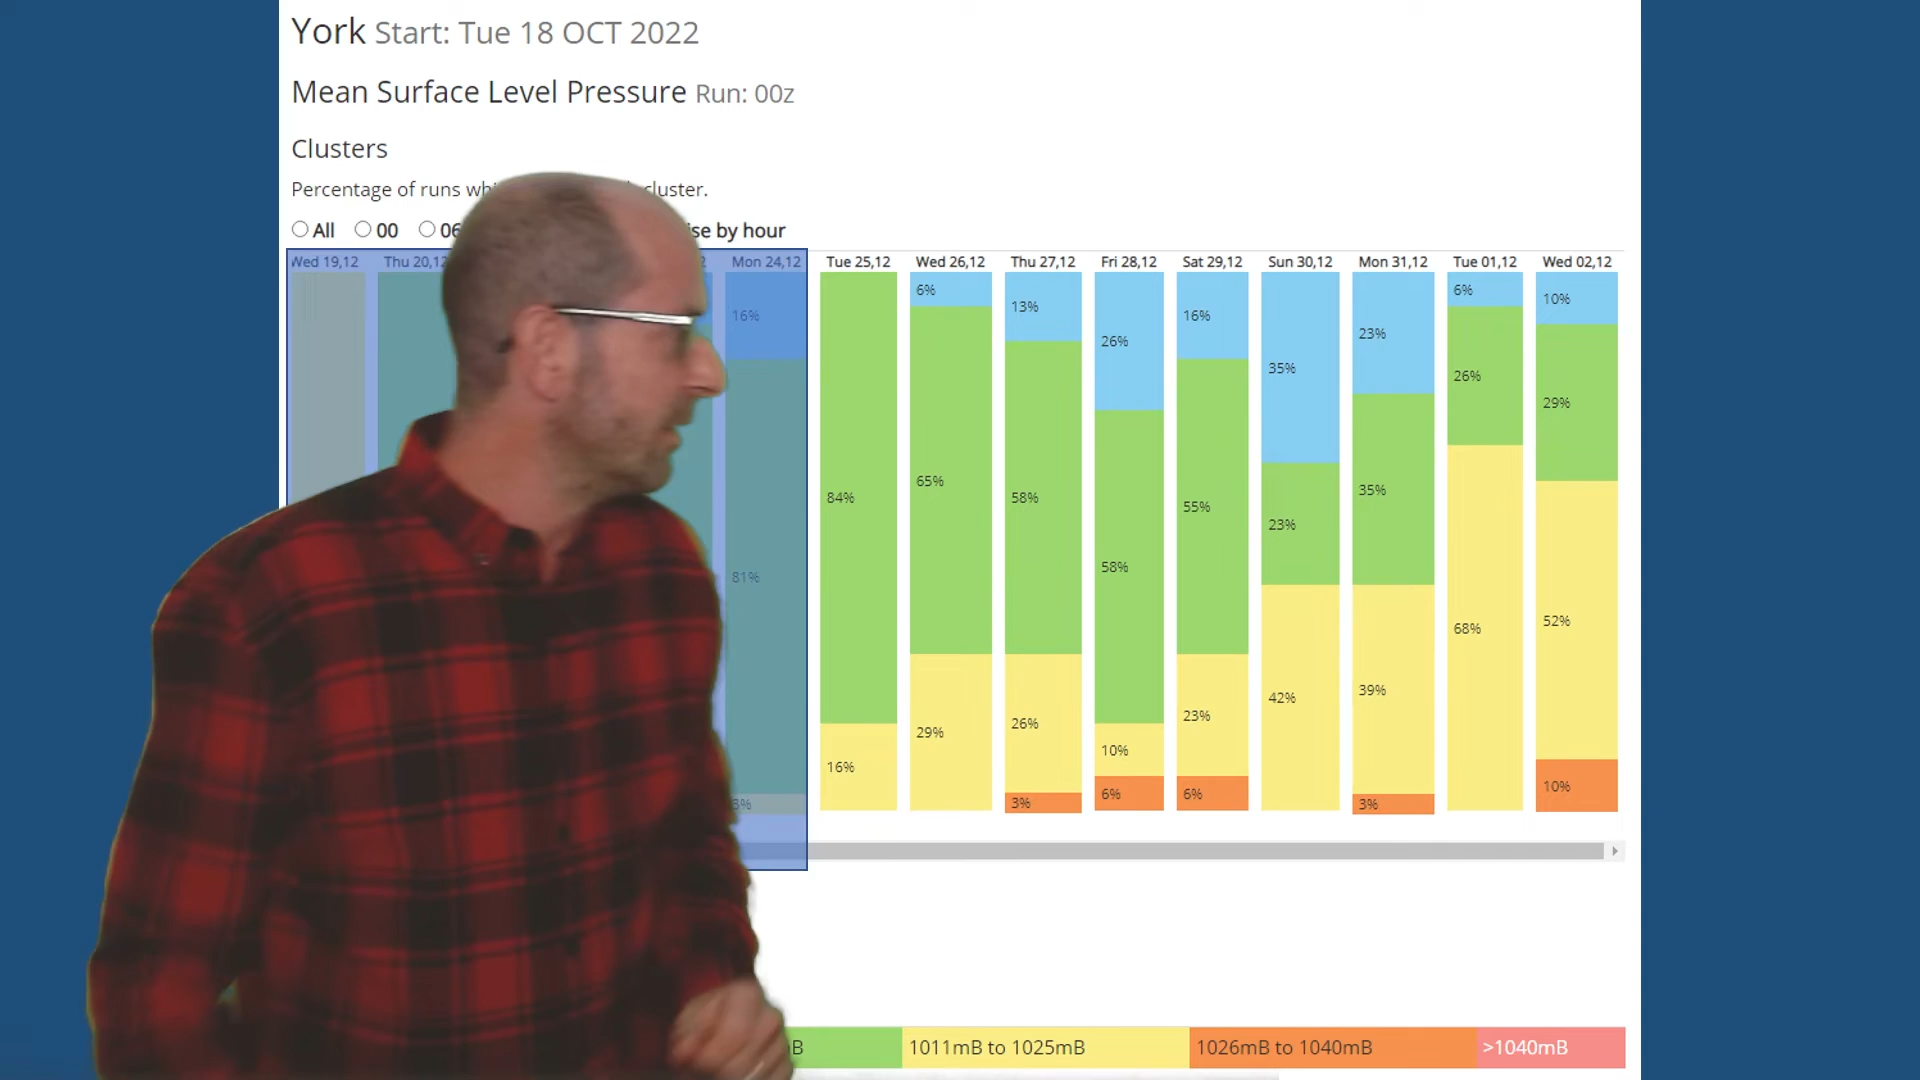 York Start: Tue 18 OCT 2022
Mean Surface Level Pressure Run: 00z
Clusters
Percentage of runs cluster.
All 00 by hour
Wed 19,12 Thu 20,12 Mon 24,12 Tue 25,12 Wed 26,12 Thu 27,12 Fri 28,12 Sat 29,12 Sun 30,12 Mon 31,12 Tue 01,12 Wed 02,12
16% 6% 13% 26% 16% 35% 23% 6% 10%
81% 84% 65% 58% 58% 55% 23% 35% 26% 29%
3% 16% 29% 26% 10% 23% 42% 39% 68% 52%
3% 6% 6% 3% 10%
1011mB to 1025mB 1026mB to 1040mB >1040mB